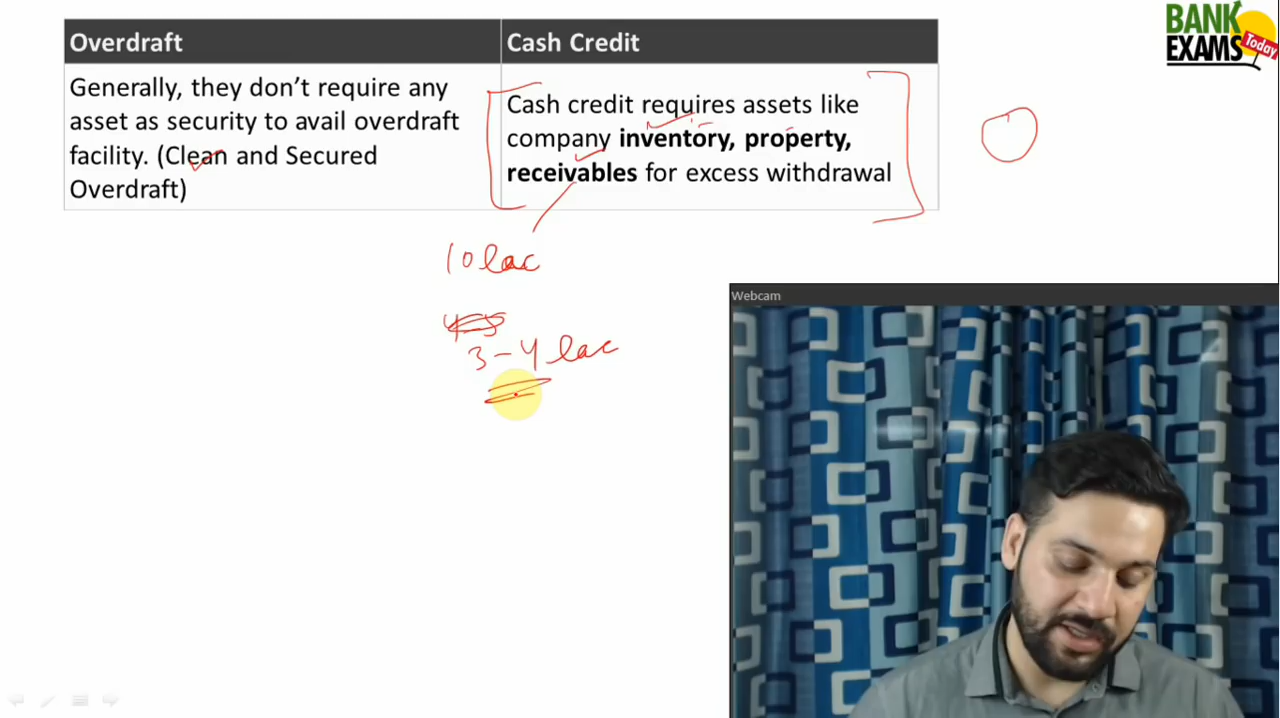 BANK
EXAMS
Today
Overdraft
Cash Credit
Generally, they don't require any
asset as security to avail overdraft
facility. (Clean and Secured
Overdraft)
Cash credit requires assets like
company inventory, property,
receivables for excess withdrawal
10 lac
3-4 lac
Webcam